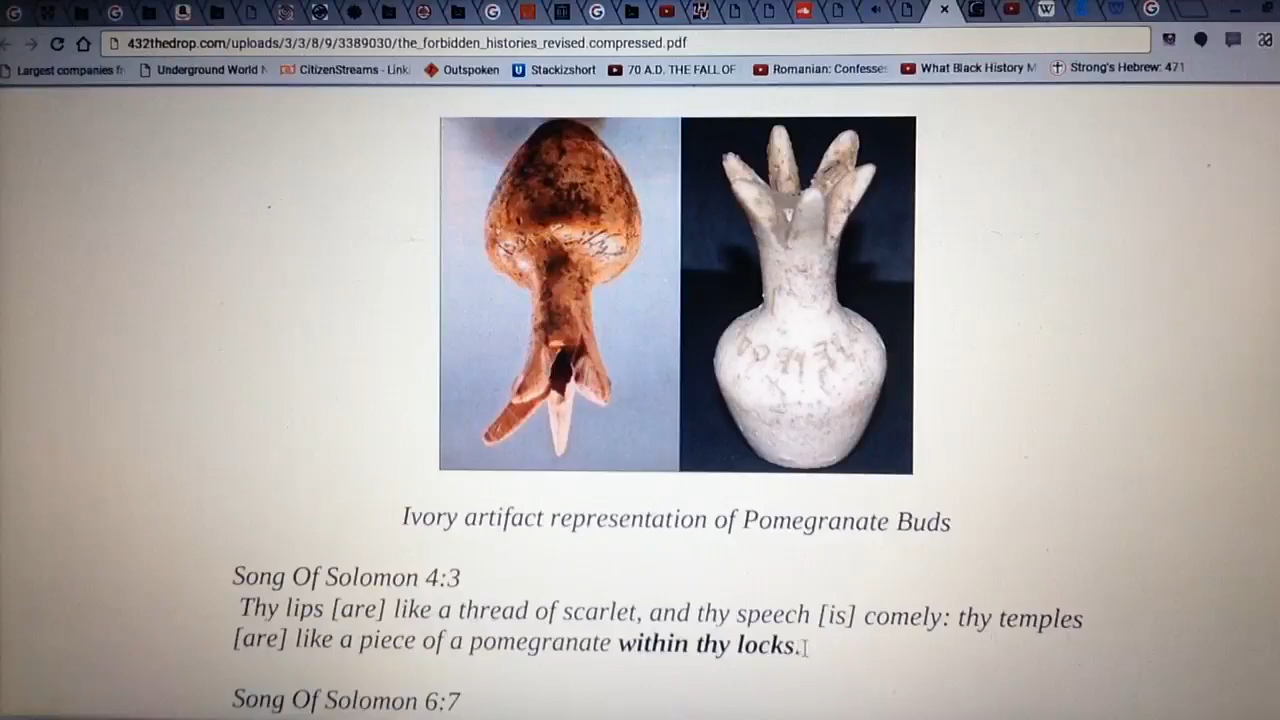 432thedrop.com/uploads/3/3/8/9/3389030/the_forbidden_histories_revised.compressed.pdf
Largest companies Underground World CitizenStreams - Link Outspoken Stackizshort 70 A.D. THE FALL OF Romanian: Confesse What Black History M Strong's Hebrew: 471
Ivory artifact representation of Pomegranate Buds
Song Of Solomon 4:3
Thy lips [are] like a thread of scarlet, and thy speech [is] comely: thy temples
[are] like a piece of a pomegranate within thy locks.
Song Of Solomon 6:7